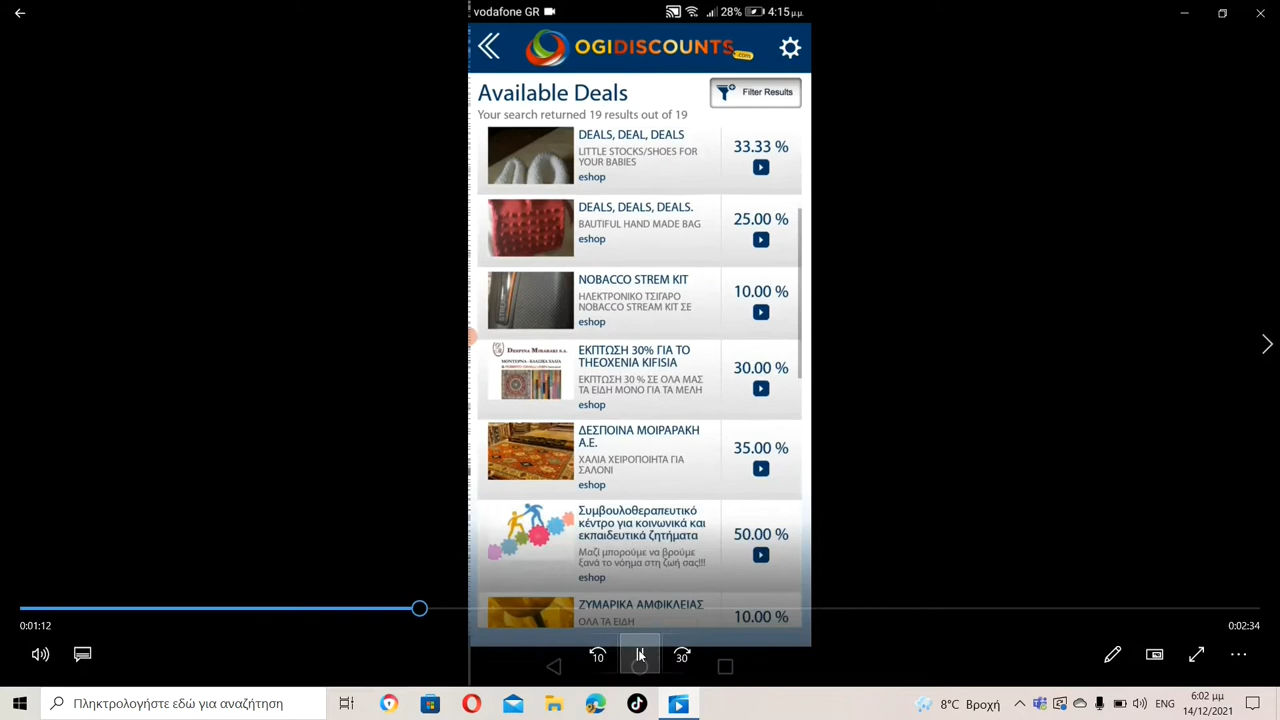 vodafone GR
28%
4:15 μ.μ.
OGIDISCOUNTS.com
Available Deals
Filter Results
Your search returned 19 results out of 19
DEALS, DEAL, DEALS
LITTLE STOCKS/SHOES FOR
YOUR BABIES
eshop
33.33 %
DEALS, DEALS, DEALS.
BAUTIFUL HAND MADE BAG
eshop
25.00 %
NOBACCO STREM KIT
ΗΛΕΚΤΡΟΝΙΚΟ ΤΣΙΓΑΡΟ
NOBACCO STREAM KIT ΣΕ
eshop
10.00 %
ΕΚΠΤΩΣΗ 30% ΓΙΑ ΤΟ
THEOXENIA KIFISIA
ΕΚΠΤΩΣΗ 30 % ΣΕ ΟΛΑ ΜΑΣ
ΤΑ ΕΙΔΗ ΜΟΝΟ ΓΙΑ ΤΑ ΜΕΛΗ
eshop
30.00 %
ΔΕΣΠΟΙΝΑ ΜΟΙΡΑΡΑΚΗ
Α.Ε.
ΧΑΛΙΑ ΧΕΙΡΟΠΟΙΗΤΑ ΓΙΑ
ΣΑΛΟΝΙ
eshop
35.00 %
Συμβουλοθεραπευτικό
κέντρο για κοινωνικά και
εκπαιδευτικά ζητήματα
Μαζί μπορούμε να βρούμε
ξανά το νόημα στη ζωή σας!!!
eshop
50.00 %
ΖΥΜΑΡΙΚΑ ΑΜΦΙΚΛΕΙΑΣ
ΟΛΑ ΤΑ ΕΙΔΗ
10.00 %
0:01:12
0:02:34
10
30
Πληκτρολογήστε εδώ για αναζήτηση
8°C Βροχή
ENG
6:02 μμ
14/12/2021